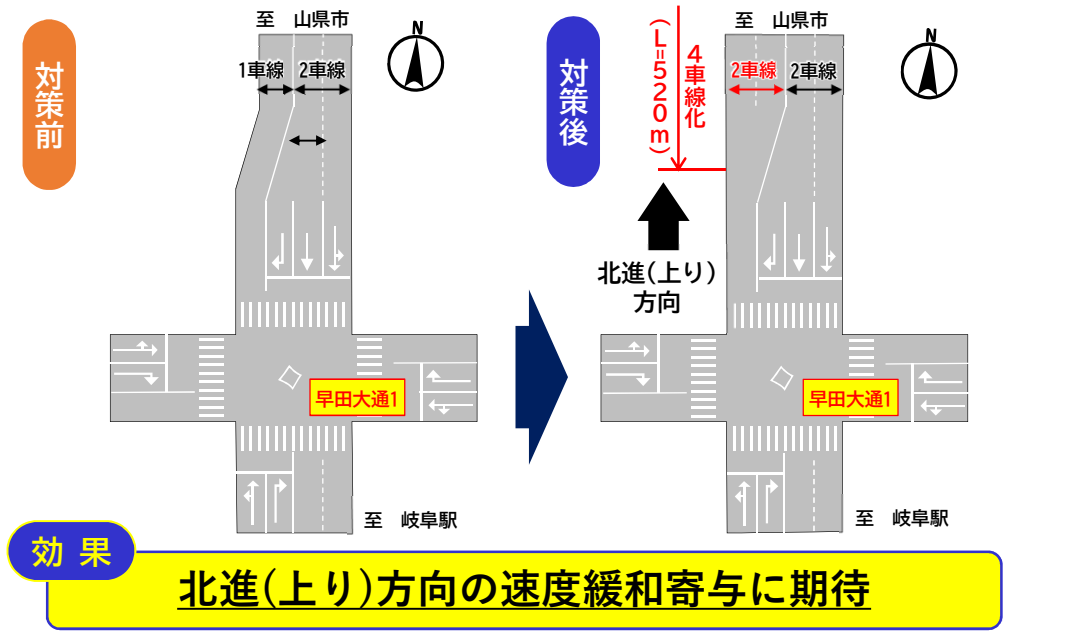 対策前
至 山県市
N
1車線
2車線
早田大通1
至 岐阜駅
対策後
4車線化
(L=520m)
至 山県市
N
2車線
2車線
北進(上り)
方向
早田大通1
至 岐阜駅
効果
北進(上り)方向の速度緩和寄与に期待